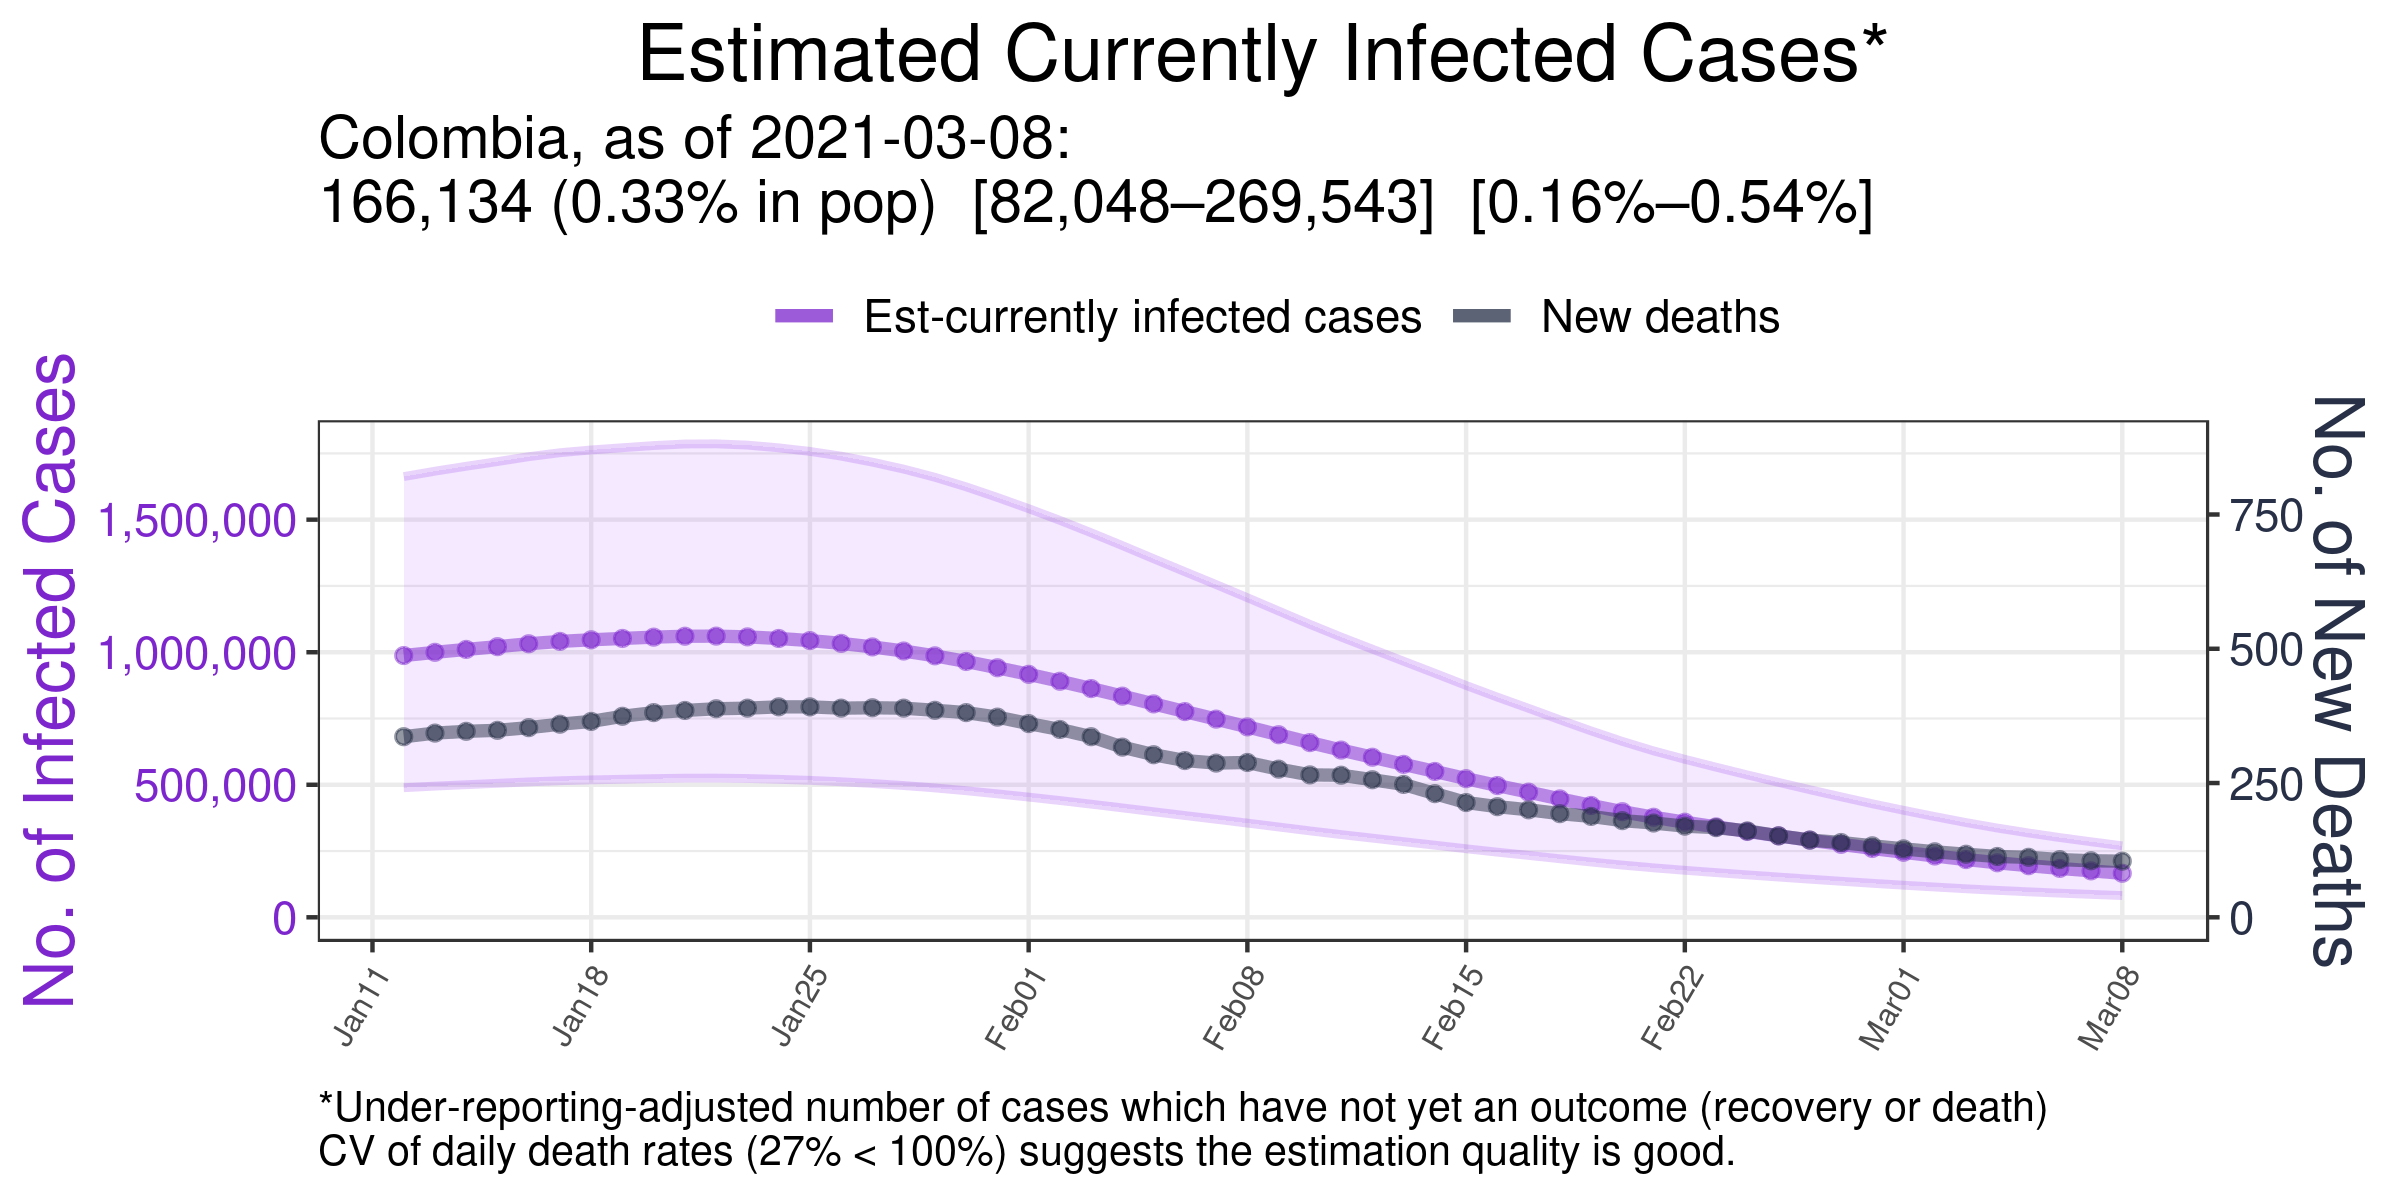 Estimated Currently Infected Cases*
Colombia, as of 2021-03-08:
166,134 (0.33% in pop)  [82,048–269,543]  [0.16%–0.54%]
Est-currently infected cases
New deaths
No. of Infected Cases
1,500,000
1,000,000
500,000
0
No. of New Deaths
750
500
250
0
Jan11
Jan18
Jan25
Feb01
Feb08
Feb15
Feb22
Mar01
Mar08
*Under-reporting-adjusted number of cases which have not yet an outcome (recovery or death)
CV of daily death rates (27% < 100%) suggests the estimation quality is good.